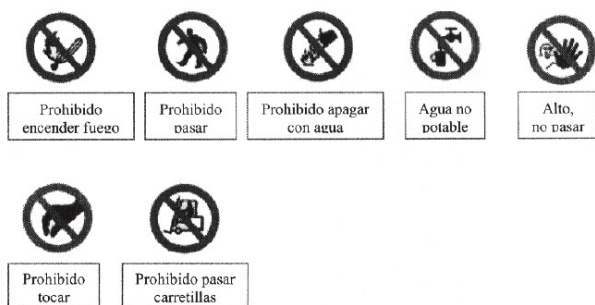 Prohibido
encender fuego
Prohibido
pasar
Prohibido apagar
con agua
Agua no
potable
Alto,
no pasar
Prohibido
tocar
Prohibido pasar
carretillas